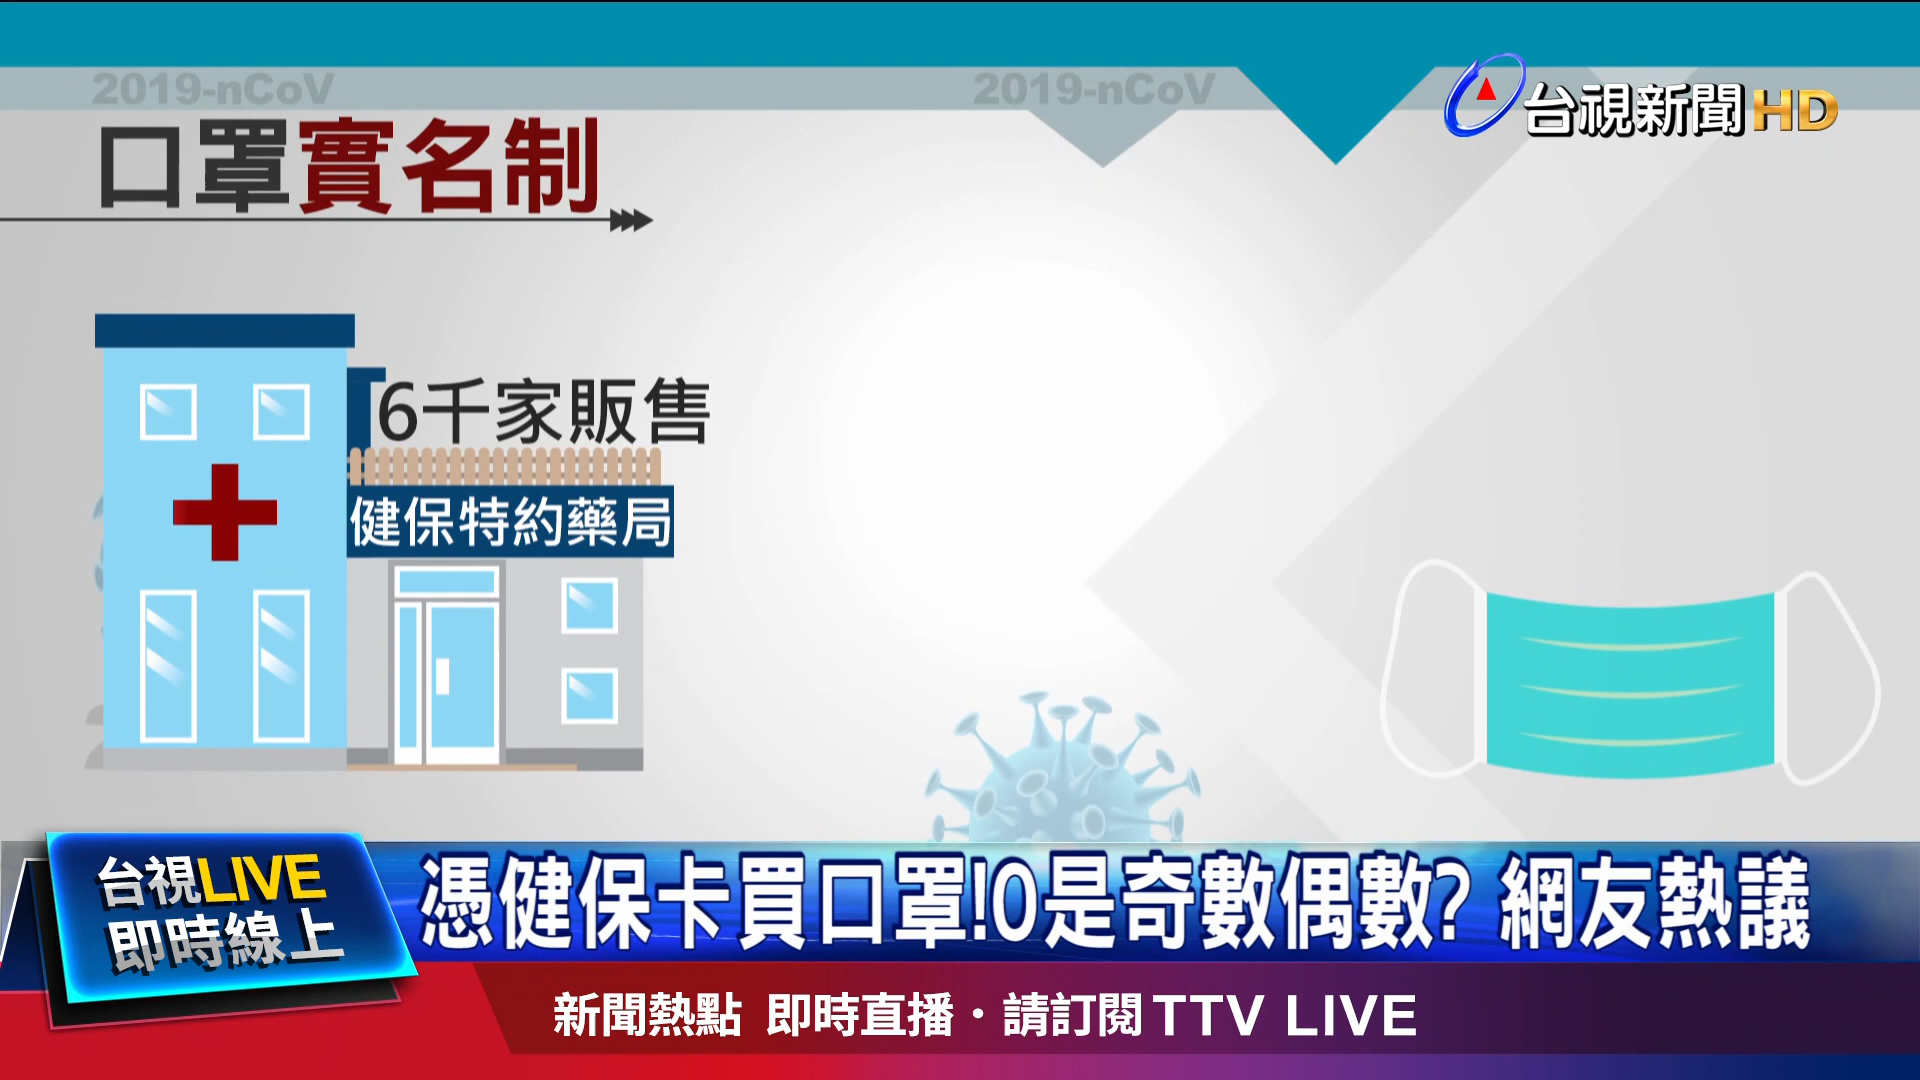 2019-nCoV
2019-nCoV
台視新聞HD
口罩實名制
6千家販售
健保特約藥局
台視LIVE
即時線上
憑健保卡買口罩!0是奇數偶數? 網友熱議
新聞熱點 即時直播・請訂閱TTV LIVE